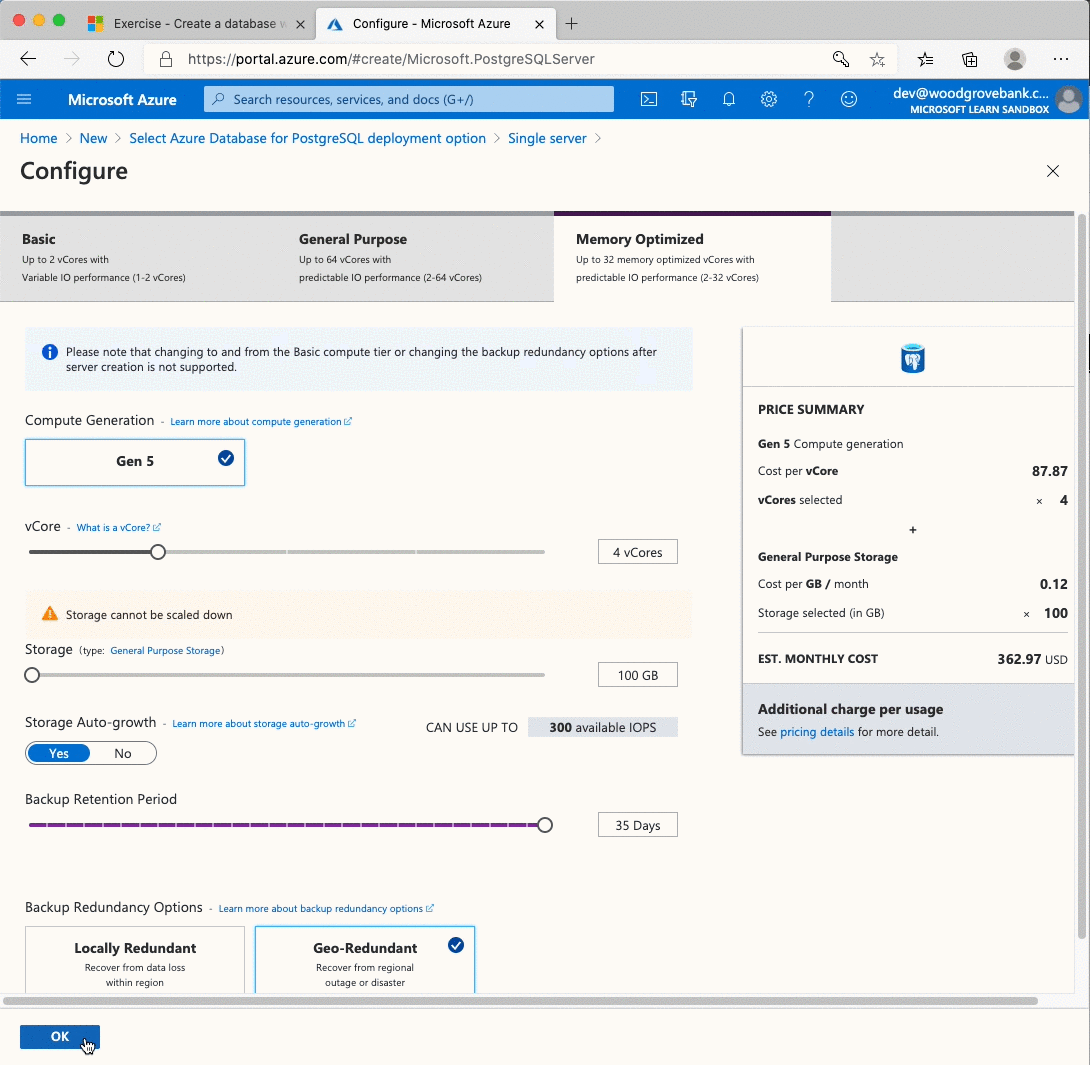 Exercise - Create a database w
Configure - Microsoft Azure
https://portal.azure.com/#create/Microsoft.PostgreSQLServer
Microsoft Azure
Search resources, services, and docs (G+/)
dev@woodgrovebank.c...
MICROSOFT LEARN SANDBOX
Home > New > Select Azure Database for PostgreSQL deployment option > Single server >
Configure
Basic
Up to 2 vCores with
Variable IO performance (1-2 vCores)
General Purpose
Up to 64 vCores with
predictable IO performance (2-64 vCores)
Memory Optimized
Up to 32 memory optimized vCores with
predictable IO performance (2-32 vCores)
Please note that changing to and from the Basic compute tier or changing the backup redundancy options after
server creation is not supported.
Compute Generation - Learn more about compute generation
Gen 5
vCore - What is a vCore?
4 vCores
Storage cannot be scaled down
Storage (type: General Purpose Storage)
100 GB
Storage Auto-growth - Learn more about storage auto-growth
CAN USE UP TO 300 available IOPS
Yes No
Backup Retention Period
35 Days
Backup Redundancy Options - Learn more about backup redundancy options
Locally Redundant
Recover from data loss
within region
Geo-Redundant
Recover from regional
outage or disaster
PRICE SUMMARY
Gen 5 Compute generation
Cost per vCore 87.87
vCores selected × 4
+
General Purpose Storage
Cost per GB / month 0.12
Storage selected (in GB) × 100
EST. MONTHLY COST 362.97 USD
Additional charge per usage
See pricing details for more detail.
OK